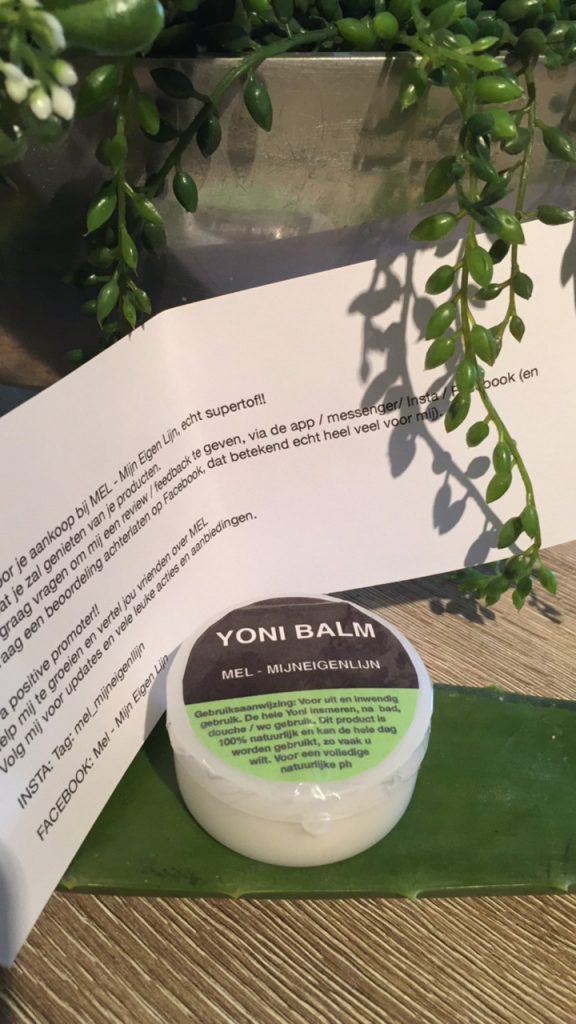 oor je aankoop bij MEL - Mijn Eigen Lijn, echt supertof!!
at je zal genieten van je producten.
graag vragen om mij een review / feedback te geven, via de app / messenger/ Insta / book (en
aag een beoordeling achterlaten op Facebook, dat betekend echt heel veel voor mij).
a positive promoter!!
elp mij te groeien en vertel jou vrienden over MEL
Volg mij voor updates en vele leuke acties en aanbiedingen.
INSTA: Tag: mel_mijneigenlijn
FACEBOOK: Mel - Mijn Eigen Lijn
YONI BALM
MEL - MIJNEIGENLIJN
Gebruiksaanwijzing: Voor uit en inwendig
gebruik. De hele Yoni insmeren, na bad,
douche / wc gebruik. Dit product is
100% natuurlijk en kan de hele dag
worden gebruikt, zo vaak u
wilt. Voor een volledige
natuurlijke ph